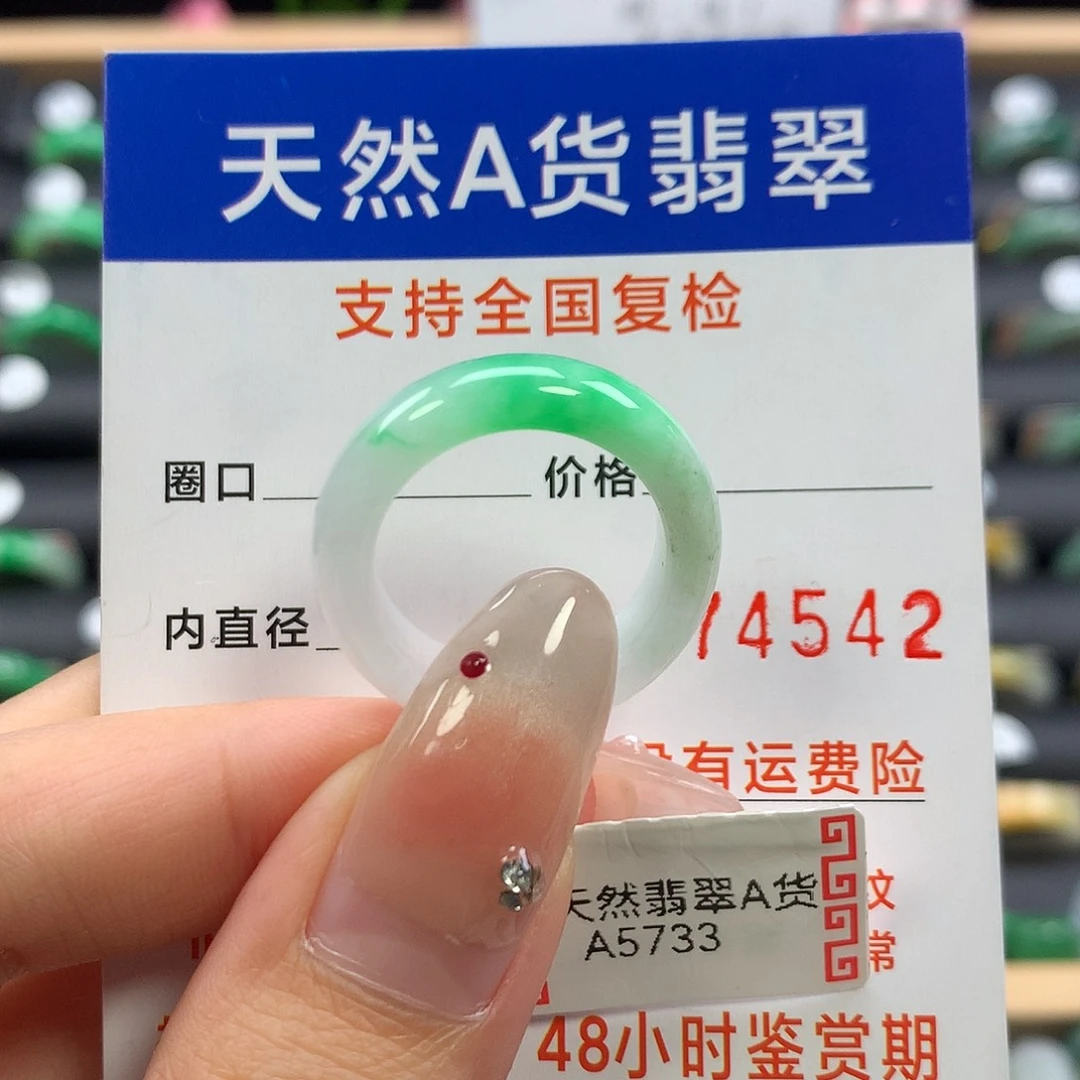 天然A货翡翠
支持全国复检
圈口 价格
内直径 74542
有运费险
天然翡翠A货
A5733
纹
常
48小时鉴赏期